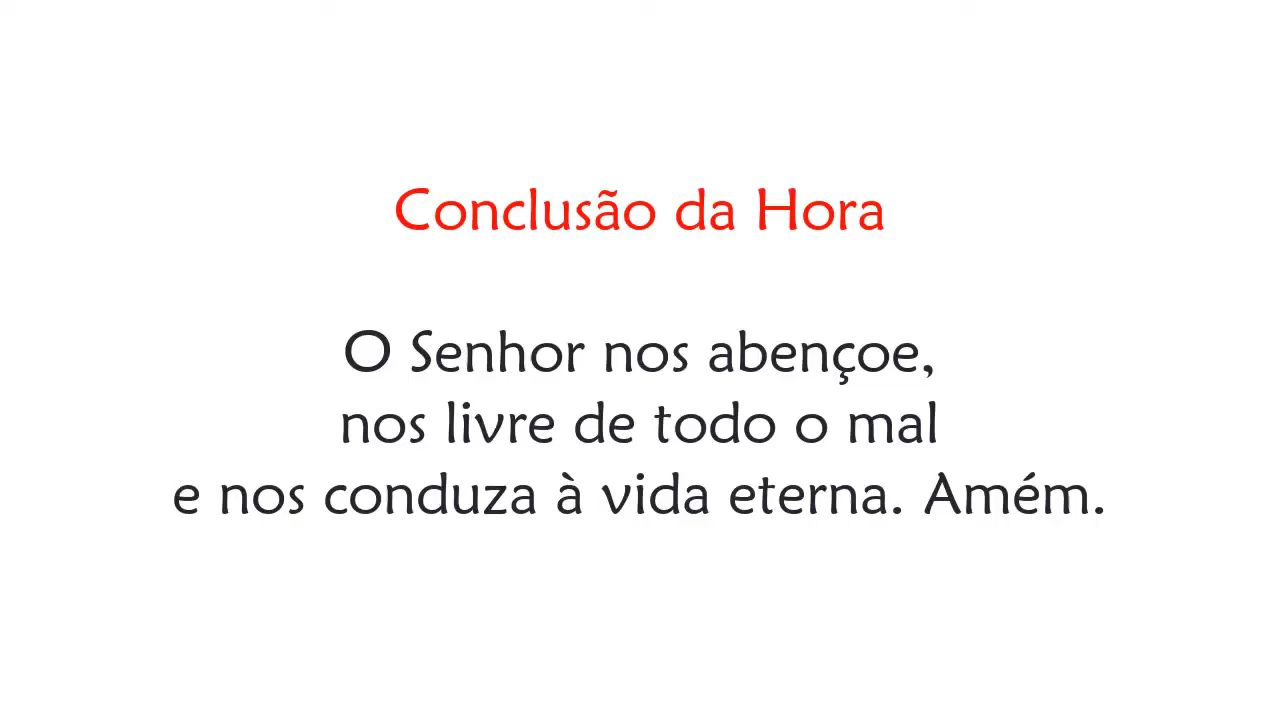 Conclusão da Hora
O Senhor nos abençoe,
nos livre de todo o mal
e nos conduza à vida eterna. Amém.